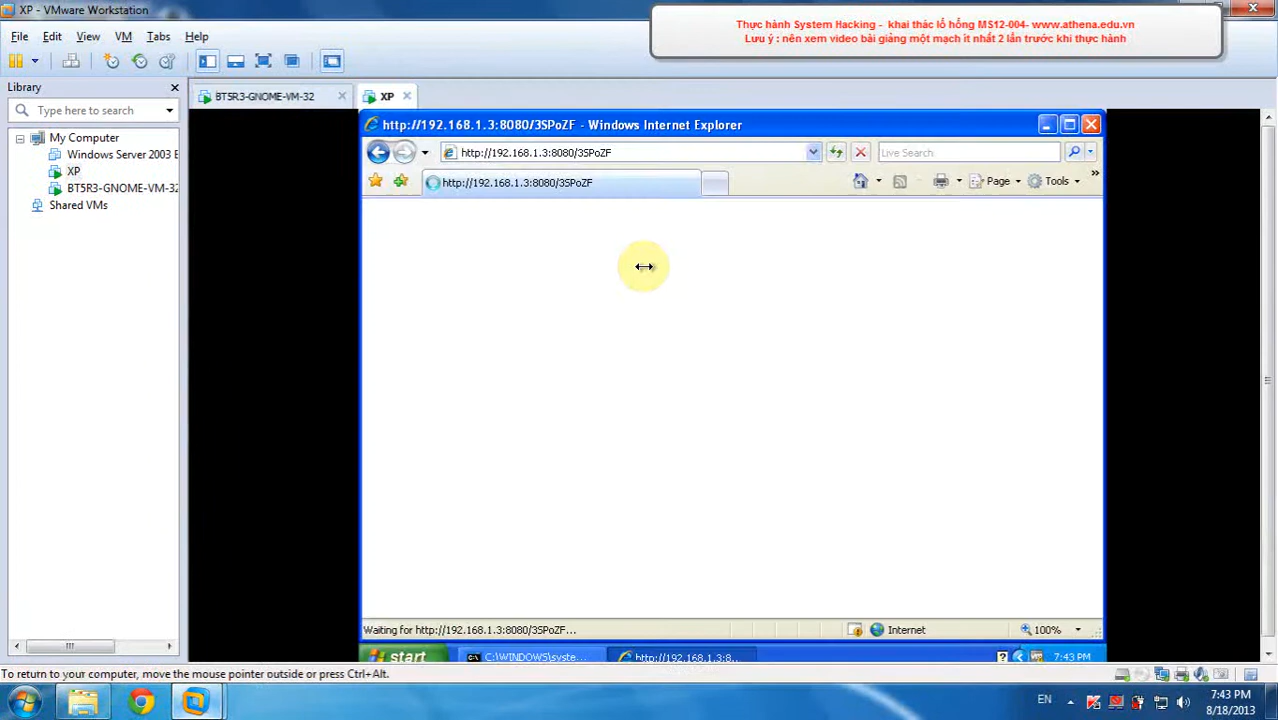 XP - VMware Workstation
Thực hành System Hacking - khai thác lổ hổng MS12-004- www.athena.edu.vn
Lưu ý : nên xem video bài giảng một mạch ít nhất 2 lần trước khi thực hành
File Edit View VM Tabs Help
Library
BT5R3-GNOME-VM-32
XP
Type here to search
http://192.168.1.3:8080/3SPoZF - Windows Internet Explorer
My Computer
Windows Server 2003 E
XP
BT5R3-GNOME-VM-32
Shared VMs
http://192.168.1.3:8080/3SPoZF
Live Search
http://192.168.1.3:8080/3SPoZF
Page
Tools
Waiting for http://192.168.1.3:8080/3SPoZF...
Internet
100%
start
C:\WINDOWS\syste...
http://192.168.1.3:8...
7:43 PM
To return to your computer, move the mouse pointer outside or press Ctrl+Alt.
EN
7:43 PM
8/18/2013